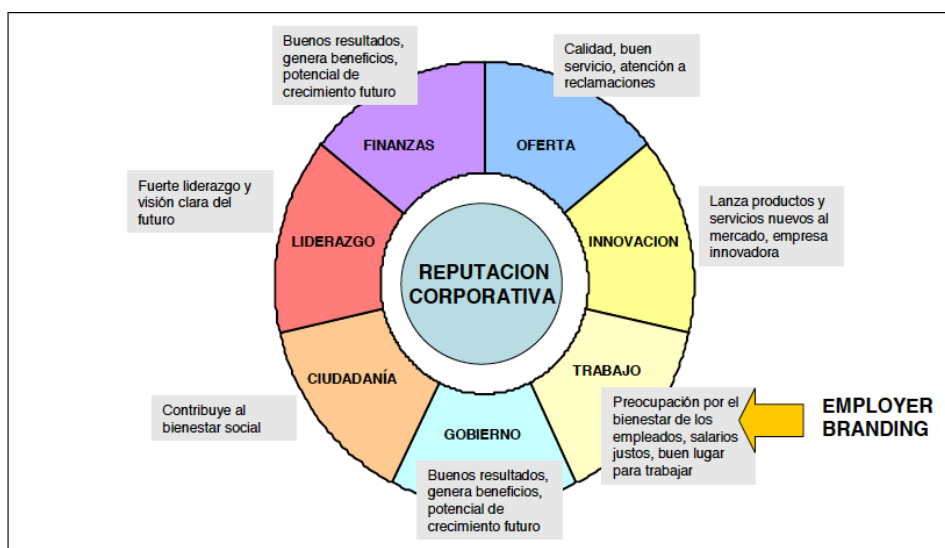 Buenos resultados,
genera beneficios,
potencial de
crecimiento futuro
Calidad, buen
servicio, atención a
reclamaciones
FINANZAS
OFERTA
Fuerte liderazgo y
visión clara del
futuro
Lanza productos y
servicios nuevos al
mercado, empresa
innovadora
LIDERAZGO
INNOVACION
REPUTACION
CORPORATIVA
CIUDADANÍA
TRABAJO
Contribuye al
bienestar social
Preocupación por el
bienestar de los
empleados, salarios
justos, buen lugar
para trabajar
EMPLOYER
BRANDING
GOBIERNO
Buenos resultados,
genera beneficios,
potencial de
crecimiento futuro